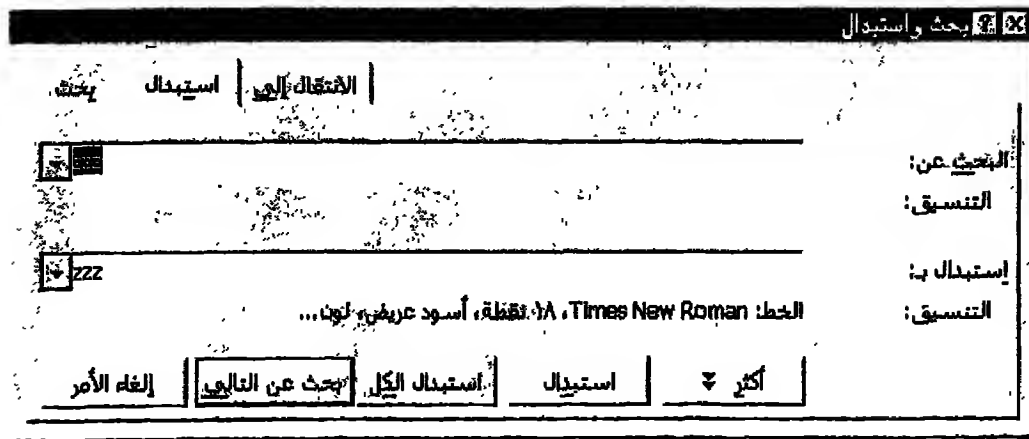 بحث واستبدال
بحث استبدال الانتقال إلى
البحث عن:
التنسيق:
إستبدال بـ: zzz
التنسيق: الخط: Times New Roman، ١٨ نقطة، أسود عريض، لون...
أكثر استبدال استبدال الكل بحث عن التالي إلغاء الأمر